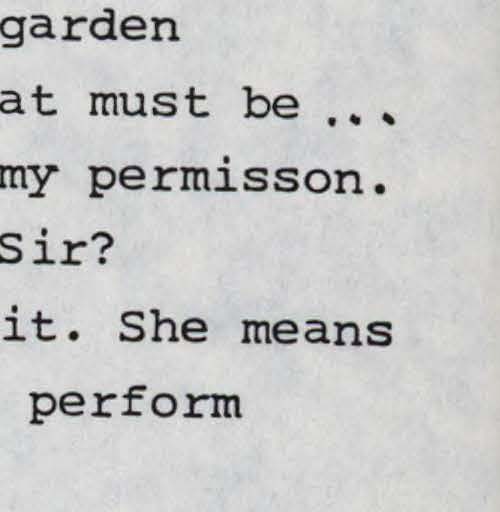 garden
at must be ...
my permisson.
Sir?
it. She means
perform